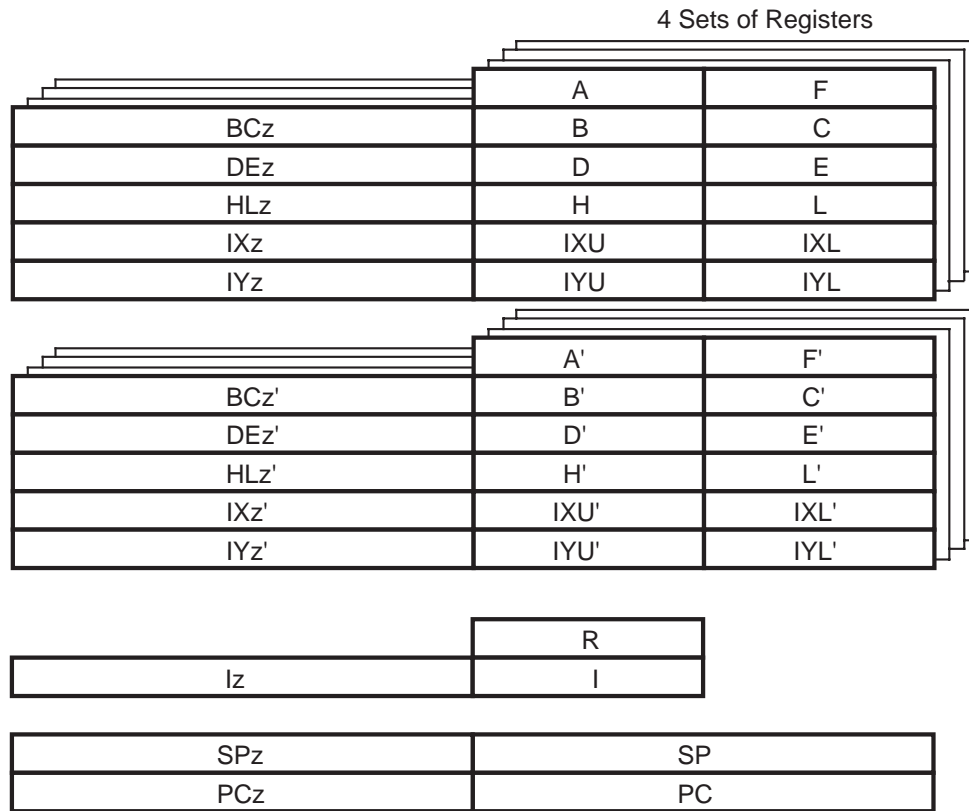 4 Sets of Registers
A F
BCz B C
DEz D E
HLz H L
IXz IXU IXL
IYz IYU IYL
A' F'
BCz' B' C'
DEz' D' E'
HLz' H' L'
IXz' IXU' IXL'
IYz' IYU' IYL'
R
Iz I
SPz SP
PCz PC